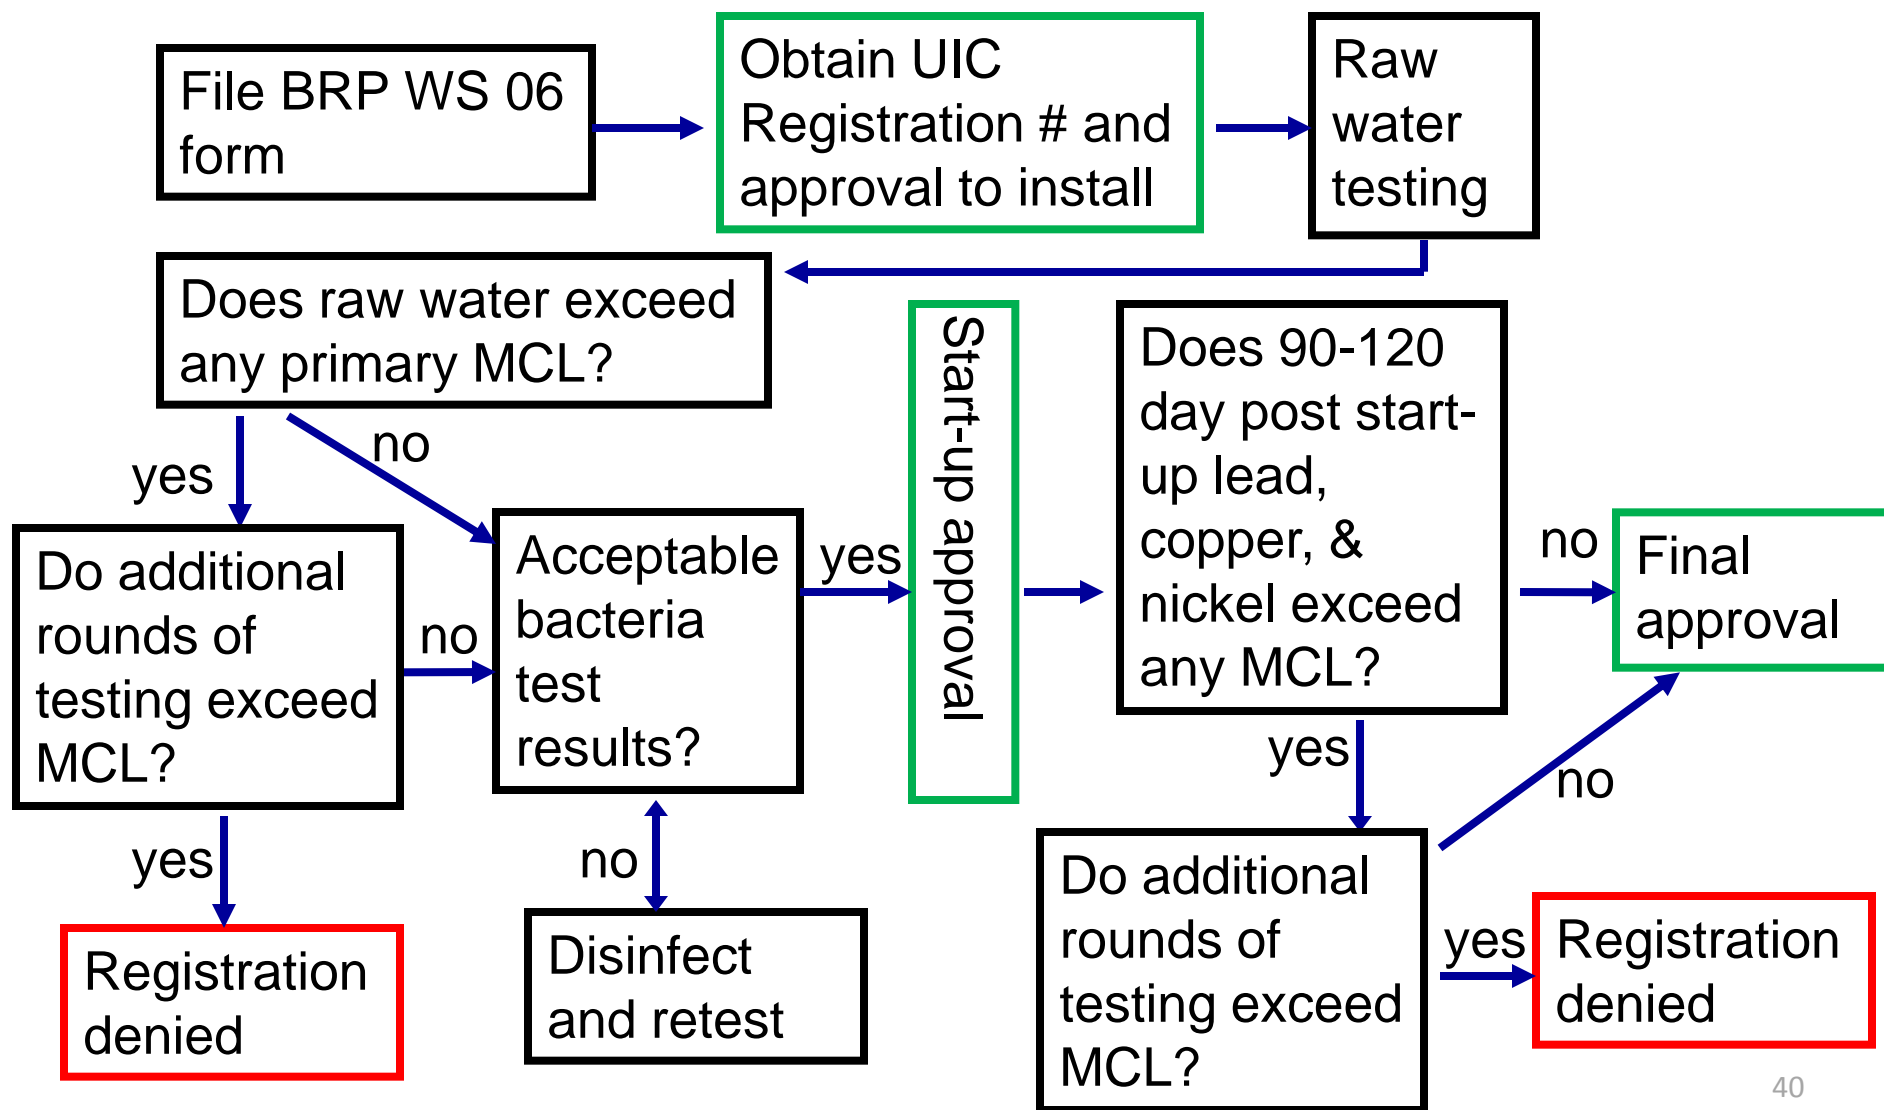 File BRP WS 06
form
Obtain UIC
Registration # and
approval to install
Raw
water
testing
Does raw water exceed
any primary MCL?
yes
no
Do additional
rounds of
testing exceed
MCL?
no
yes
Registration
denied
Acceptable
bacteria
test
results?
no
Disinfect
and retest
yes
Start-up approval
Does 90-120
day post start-
up lead,
copper, &
nickel exceed
any MCL?
no
Final
approval
yes
no
Do additional
rounds of
testing exceed
MCL?
yes
Registration
denied
40